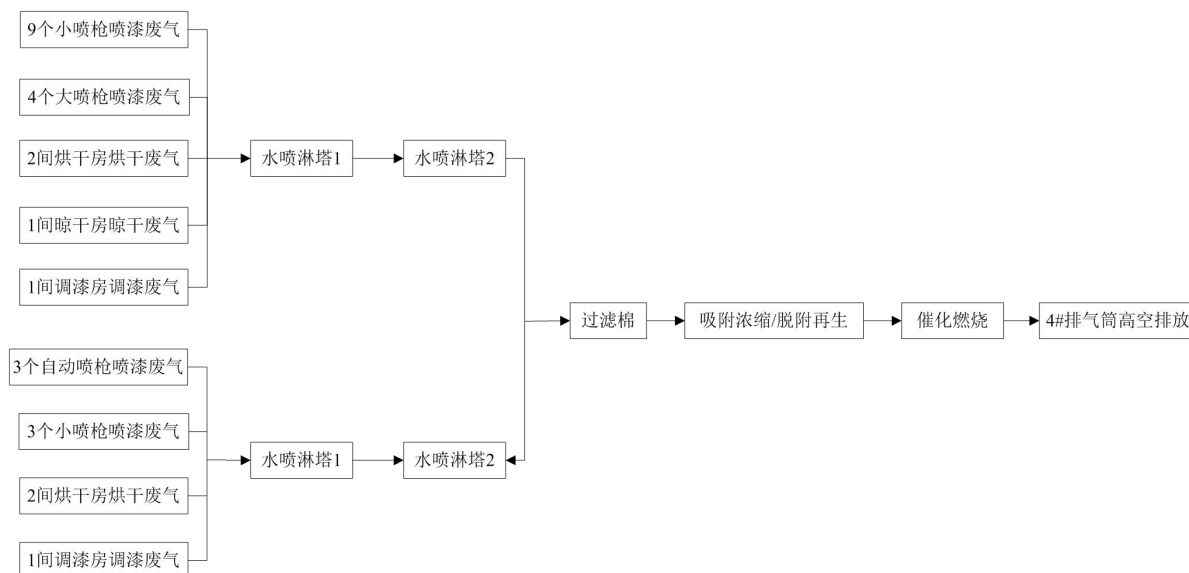 9个小喷枪喷漆废气
4个大喷枪喷漆废气
2间烘干房烘干废气
水喷淋塔1
水喷淋塔2
1间晾干房晾干废气
1间调漆房调漆废气
过滤棉
吸附浓缩/脱附再生
催化燃烧
4#排气筒高空排放
3个自动喷枪喷漆废气
3个小喷枪喷漆废气
水喷淋塔1
水喷淋塔2
2间烘干房烘干废气
1间调漆房调漆废气